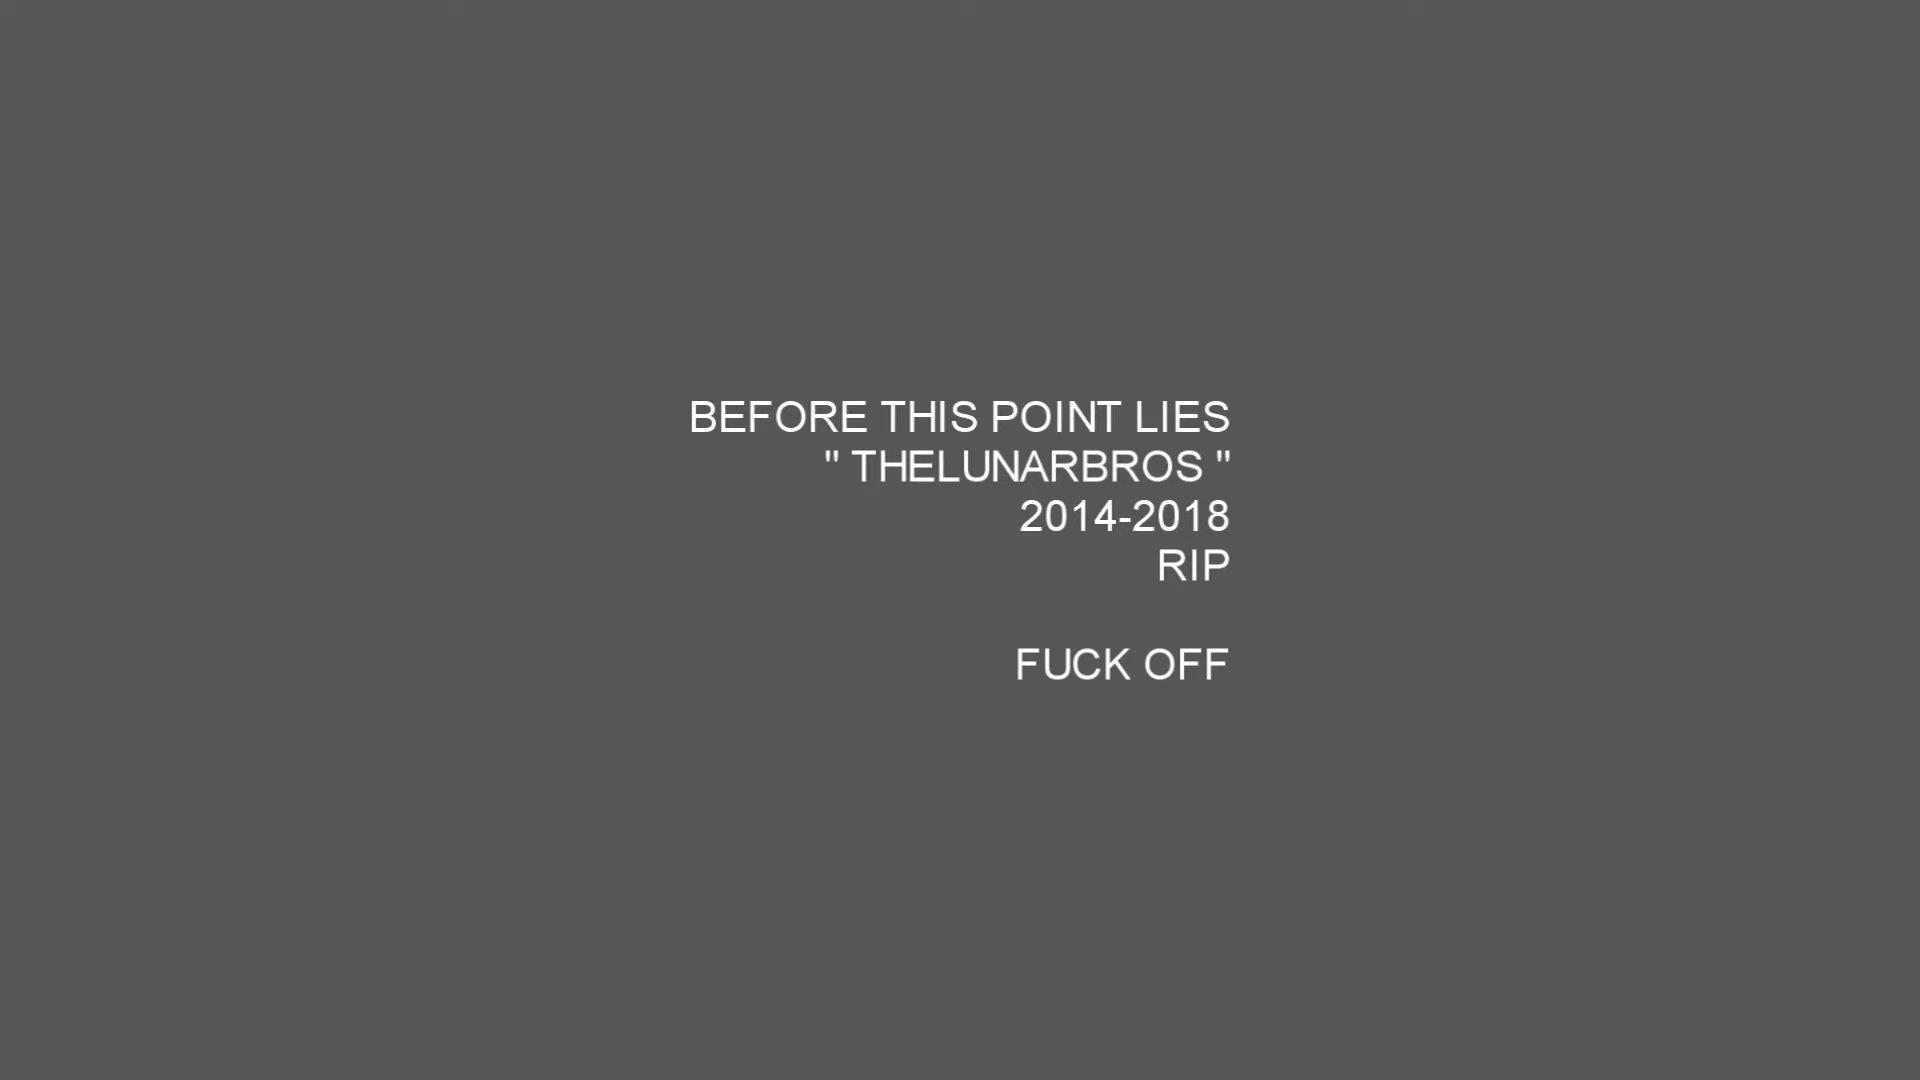 BEFORE THIS POINT LIES
" THELUNARBROS "
2014-2018
RIP
FUCK OFF